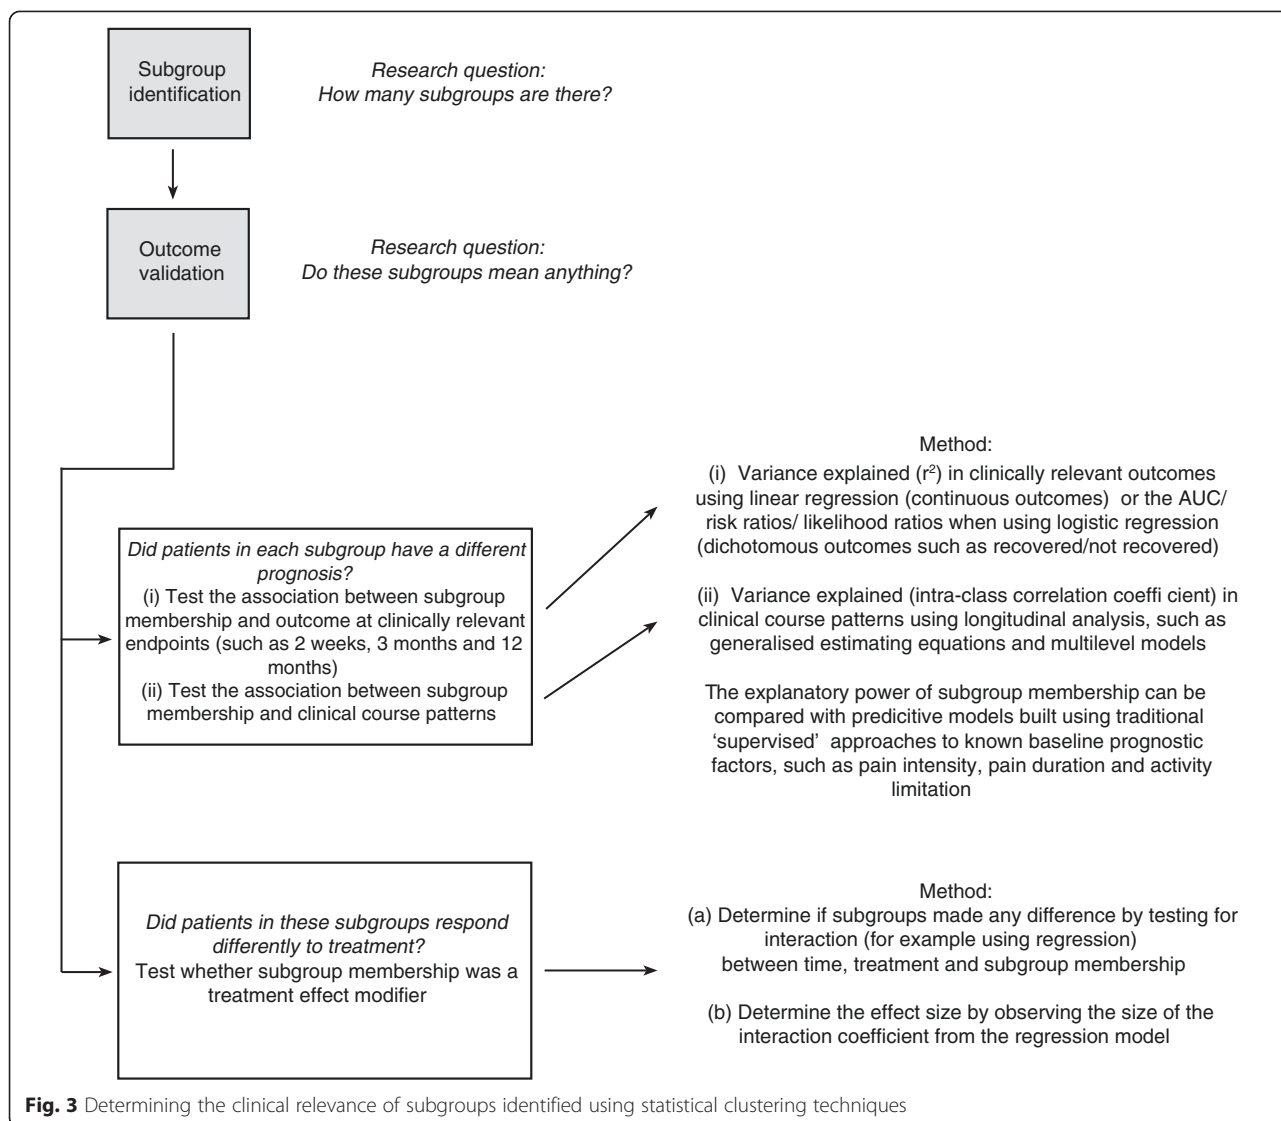 Subgroup
identification
Research question:
How many subgroups are there?
Outcome
validation
Research question:
Do these subgroups mean anything?
Did patients in each subgroup have a different
prognosis?
(i) Test the association between subgroup
membership and outcome at clinically relevant
endpoints (such as 2 weeks, 3 months and 12
months)
(ii) Test the association between subgroup
membership and clinical course patterns
Method:
(i) Variance explained (r²) in clinically relevant outcomes
using linear regression (continuous outcomes) or the AUC/
risk ratios/ likelihood ratios when using logistic regression
(dichotomous outcomes such as recovered/not recovered)
(ii) Variance explained (intra-class correlation coeffi cient) in
clinical course patterns using longitudinal analysis, such as
generalised estimating equations and multilevel models
The explanatory power of subgroup membership can be
compared with predicitive models built using traditional
‘supervised’ approaches to known baseline prognostic
factors, such as pain intensity, pain duration and activity
limitation
Did patients in these subgroups respond
differently to treatment?
Test whether subgroup membership was a
treatment effect modifier
Method:
(a) Determine if subgroups made any difference by testing for
interaction (for example using regression)
between time, treatment and subgroup membership
(b) Determine the effect size by observing the size of the
interaction coefficient from the regression model
Fig. 3 Determining the clinical relevance of subgroups identified using statistical clustering techniques